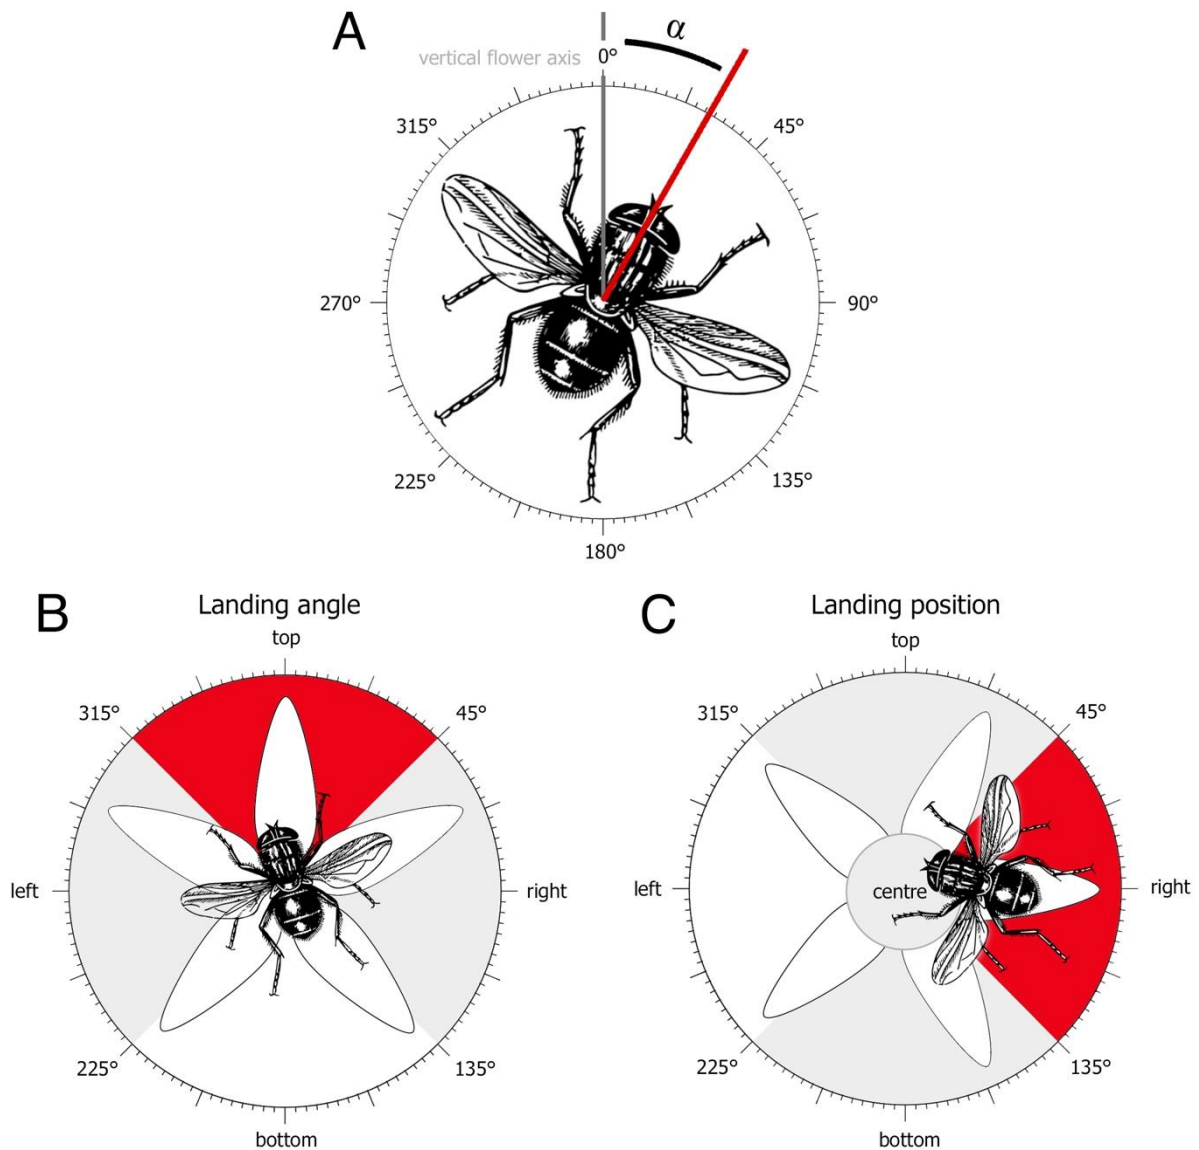 A
α
vertical flower axis 0°
315°
45°
270°
90°
225°
135°
180°
B
Landing angle
top
315°
45°
left
right
225°
135°
bottom
C
Landing position
top
315°
45°
left
centre
right
225°
135°
bottom